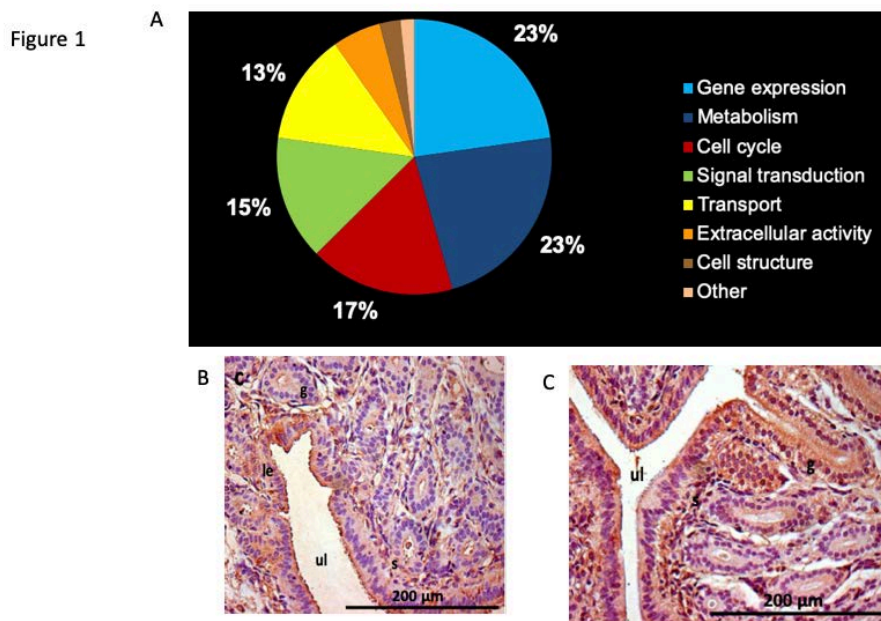 Figure 1
A
23%
13%
15%
17%
23%
Gene expression
Metabolism
Cell cycle
Signal transduction
Transport
Extracellular activity
Cell structure
Other
B
C
g
le
ul
s
200 µm
C
ul
g
s
200 µm